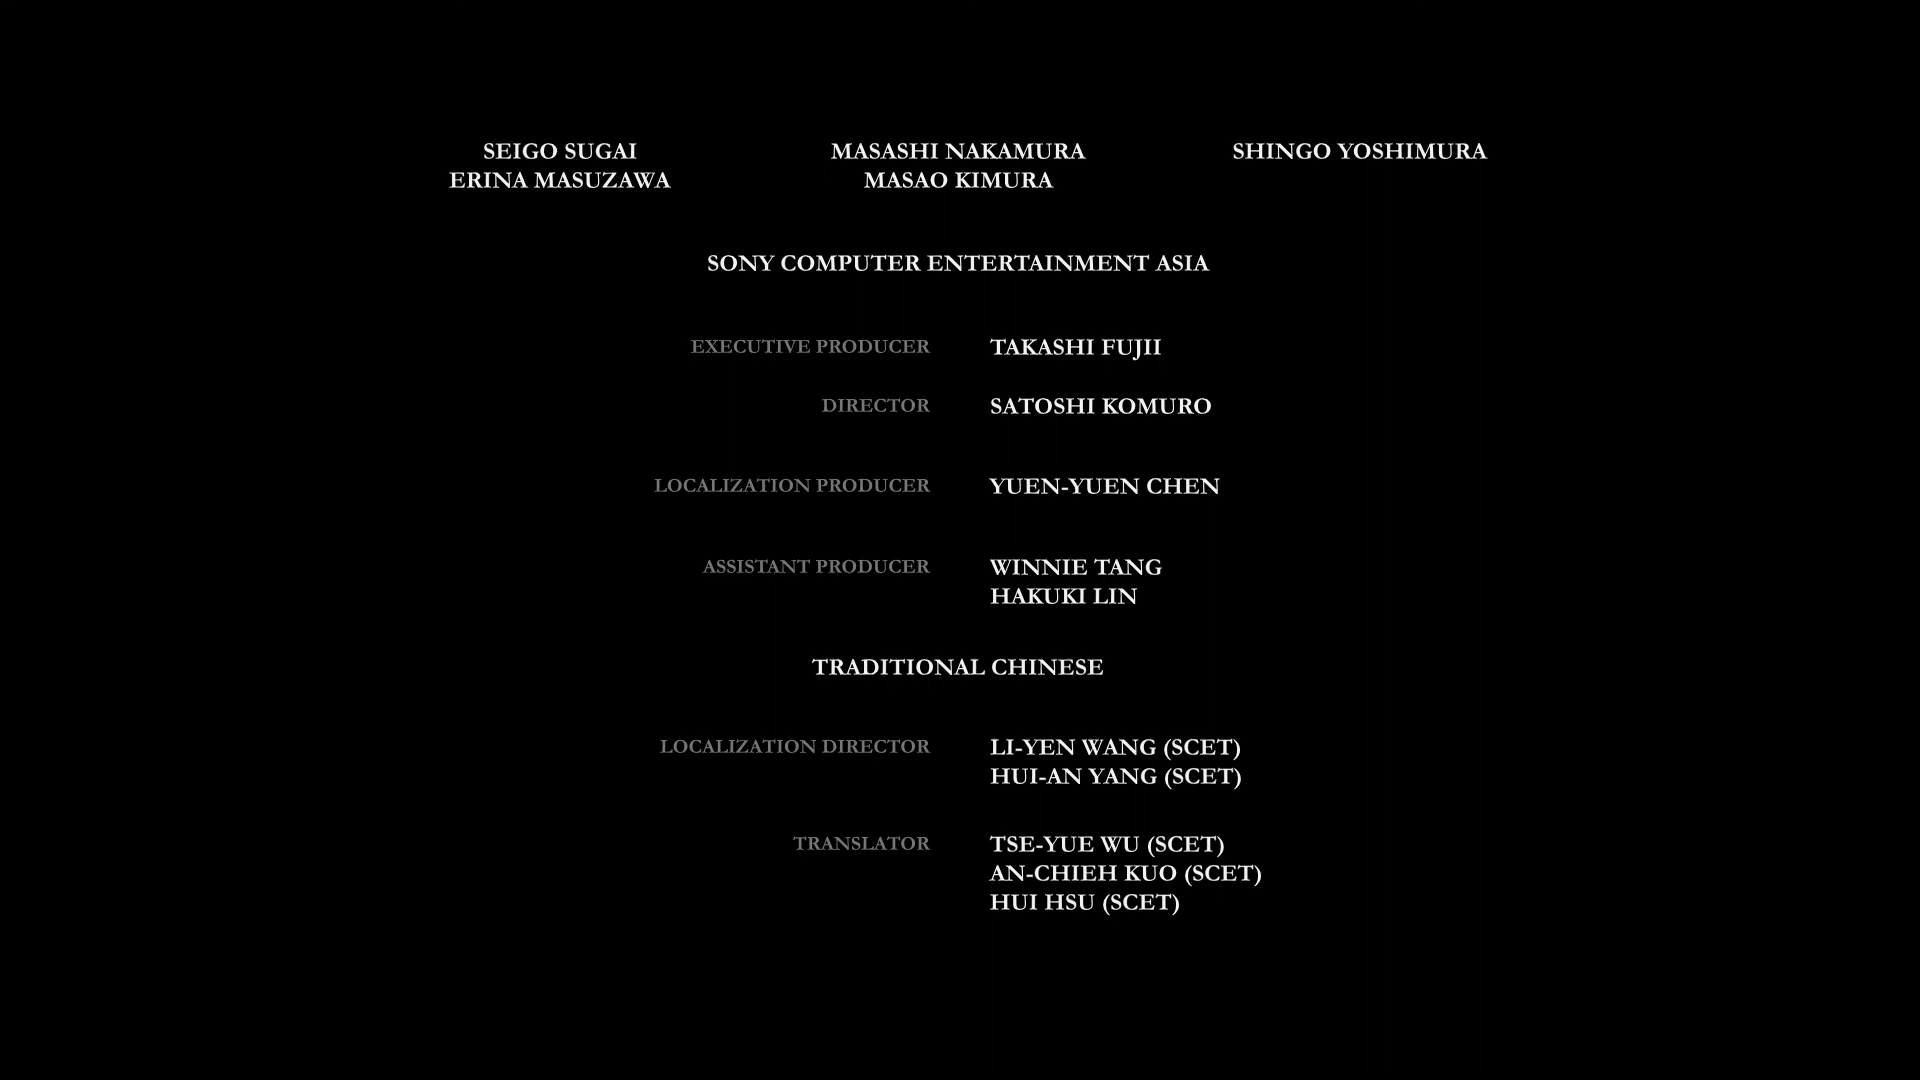 SEIGO SUGAI MASASHI NAKAMURA SHINGO YOSHIMURA
ERINA MASUZAWA MASAO KIMURA
SONY COMPUTER ENTERTAINMENT ASIA
EXECUTIVE PRODUCER TAKASHI FUJII
DIRECTOR SATOSHI KOMURO
LOCALIZATION PRODUCER YUEN-YUEN CHEN
ASSISTANT PRODUCER WINNIE TANG
HAKUKI LIN
TRADITIONAL CHINESE
LOCALIZATION DIRECTOR LI-YEN WANG (SCET)
HUI-AN YANG (SCET)
TRANSLATOR TSE-YUE WU (SCET)
AN-CHIEH KUO (SCET)
HUI HSU (SCET)